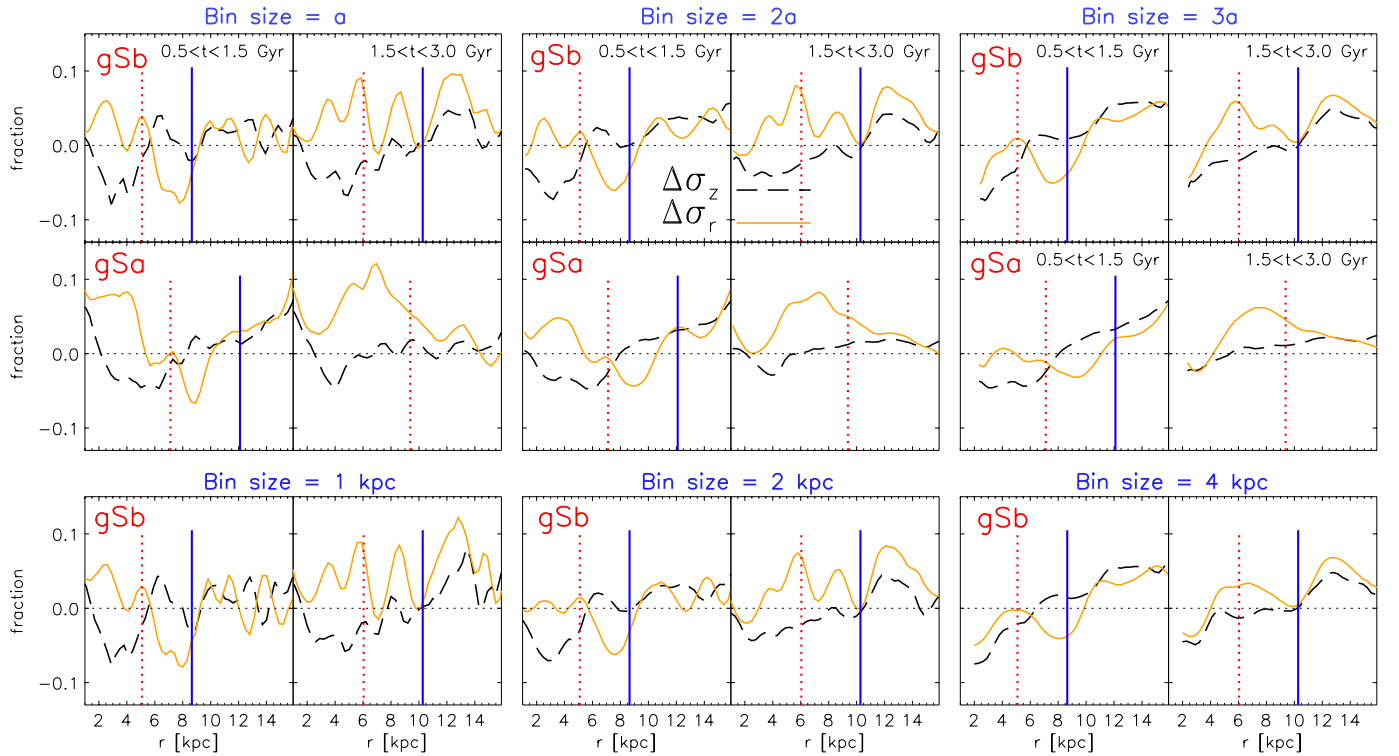 Bin size = a
Bin size = 2a
Bin size = 3a
gSb
0.5<t<1.5 Gyr
1.5<t<3.0 Gyr
gSb
0.5<t<1.5 Gyr
1.5<t<3.0 Gyr
gSb
0.5<t<1.5 Gyr
1.5<t<3.0 Gyr
0.1
0.0
−0.1
fraction
Δσz
Δσr
gSa
gSa
gSa
0.5<t<1.5 Gyr
1.5<t<3.0 Gyr
0.1
0.0
−0.1
fraction
Bin size = 1 kpc
Bin size = 2 kpc
Bin size = 4 kpc
gSb
gSb
gSb
0.1
0.0
−0.1
fraction
2 4 6 8 10 12 14
2 4 6 8 10 12 14
2 4 6 8 10 12 14
2 4 6 8 10 12 14
2 4 6 8 10 12 14
2 4 6 8 10 12 14
r [kpc]
r [kpc]
r [kpc]
r [kpc]
r [kpc]
r [kpc]